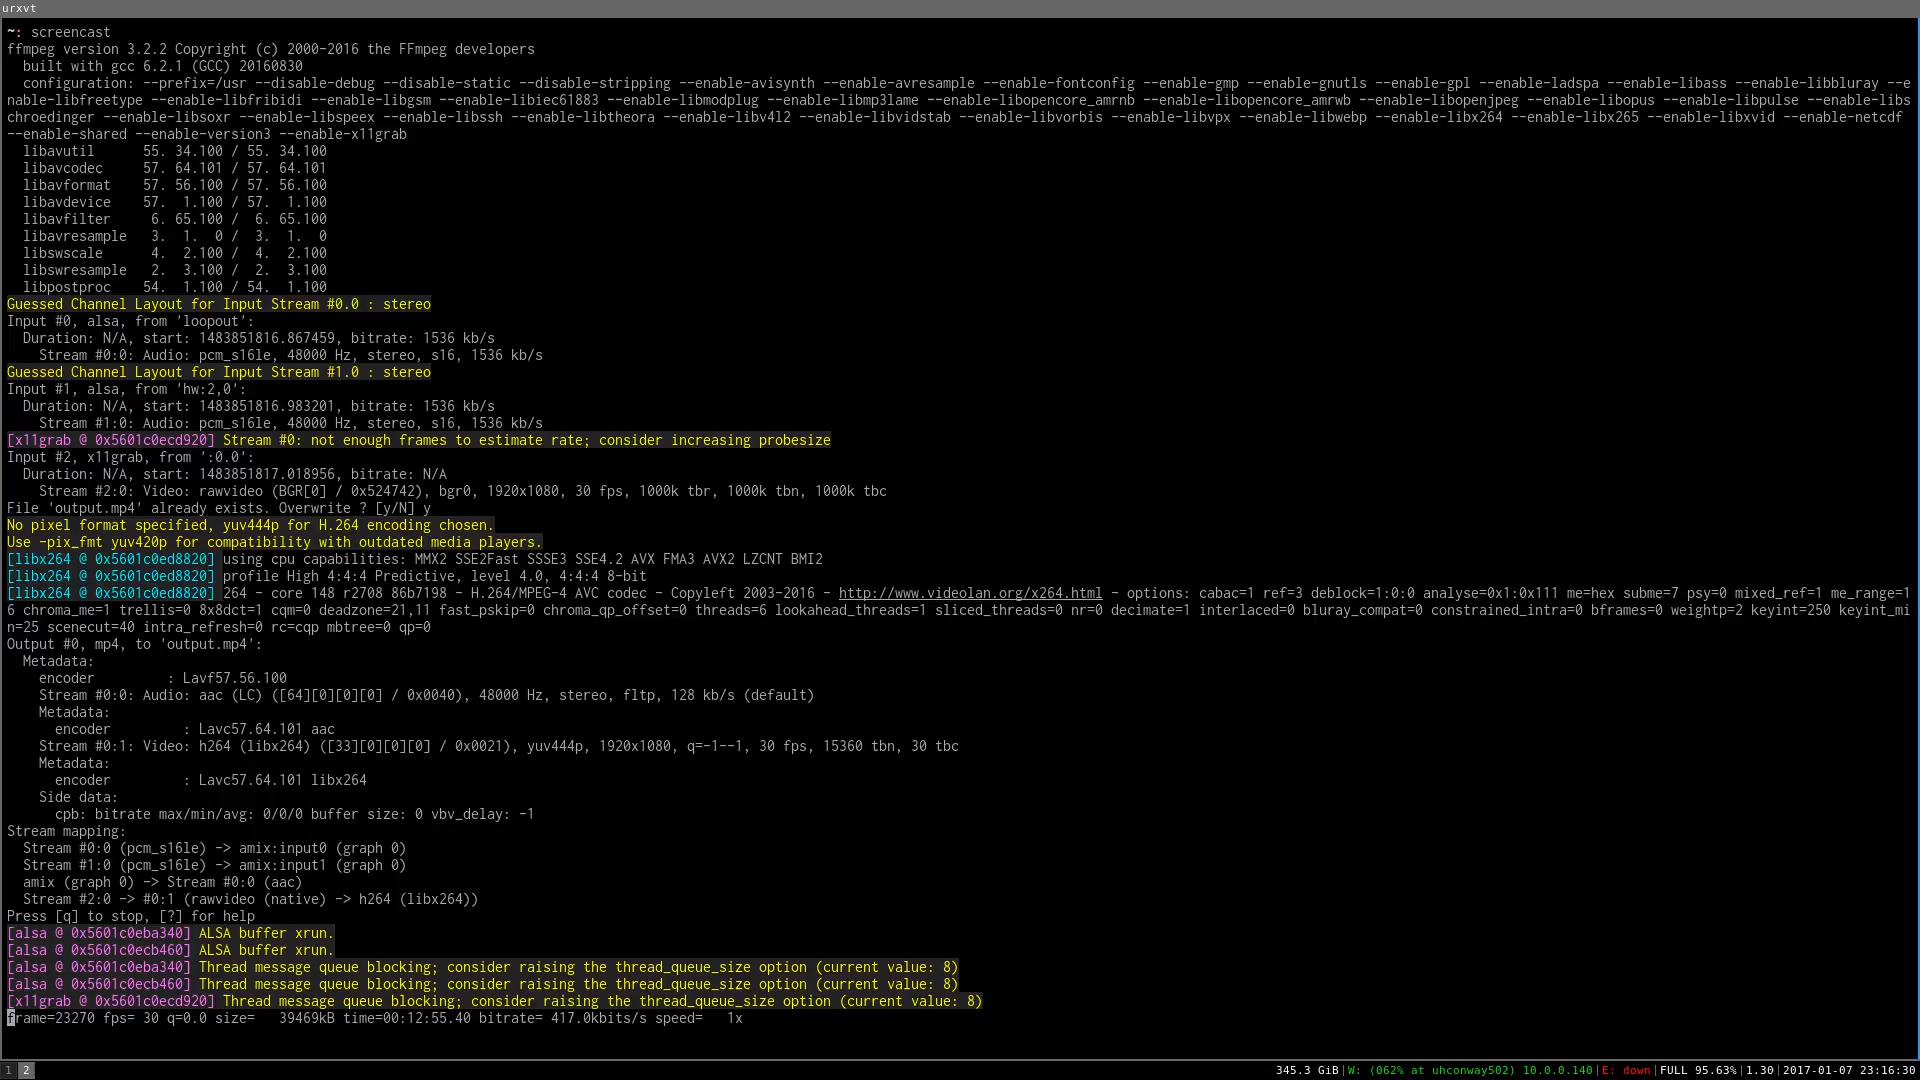 urxvt
~: screencast
ffmpeg version 3.2.2 Copyright (c) 2000-2016 the FFmpeg developers
  built with gcc 6.2.1 (GCC) 20160830
  configuration: --prefix=/usr --disable-debug --disable-static --disable-stripping --enable-avisynth --enable-avresample --enable-fontconfig --enable-gmp --enable-gnutls --enable-gpl --enable-ladspa --enable-libass --enable-libbluray --e
nable-libfreetype --enable-libfribidi --enable-libgsm --enable-libiec61883 --enable-libmodplug --enable-libmp3lame --enable-libopencore_amrnb --enable-libopencore_amrwb --enable-libopenjpeg --enable-libopus --enable-libpulse --enable-libs
chroedinger --enable-libsoxr --enable-libspeex --enable-libssh --enable-libtheora --enable-libv4l2 --enable-libvidstab --enable-libvorbis --enable-libvpx --enable-libwebp --enable-libx264 --enable-libx265 --enable-libxvid --enable-netcdf
--enable-shared --enable-version3 --enable-x11grab
  libavutil      55. 34.100 / 55. 34.100
  libavcodec     57. 64.101 / 57. 64.101
  libavformat    57. 56.100 / 57. 56.100
  libavdevice    57.  1.100 / 57.  1.100
  libavfilter     6. 65.100 /  6. 65.100
  libavresample   3.  1.  0 /  3.  1.  0
  libswscale      4.  2.100 /  4.  2.100
  libswresample   2.  3.100 /  2.  3.100
  libpostproc    54.  1.100 / 54.  1.100
Guessed Channel Layout for Input Stream #0.0 : stereo
Input #0, alsa, from 'loopout':
  Duration: N/A, start: 1483851816.867459, bitrate: 1536 kb/s
    Stream #0:0: Audio: pcm_s16le, 48000 Hz, stereo, s16, 1536 kb/s
Guessed Channel Layout for Input Stream #1.0 : stereo
Input #1, alsa, from 'hw:2,0':
  Duration: N/A, start: 1483851816.983201, bitrate: 1536 kb/s
    Stream #1:0: Audio: pcm_s16le, 48000 Hz, stereo, s16, 1536 kb/s
[x11grab @ 0x5601c0ecd920] Stream #0: not enough frames to estimate rate; consider increasing probesize
Input #2, x11grab, from ':0.0':
  Duration: N/A, start: 1483851817.018956, bitrate: N/A
    Stream #2:0: Video: rawvideo (BGR[0] / 0x524742), bgr0, 1920x1080, 30 fps, 1000k tbr, 1000k tbn, 1000k tbc
File 'output.mp4' already exists. Overwrite ? [y/N] y
No pixel format specified, yuv444p for H.264 encoding chosen.
Use -pix_fmt yuv420p for compatibility with outdated media players.
[libx264 @ 0x5601c0ed8820] using cpu capabilities: MMX2 SSE2Fast SSSE3 SSE4.2 AVX FMA3 AVX2 LZCNT BMI2
[libx264 @ 0x5601c0ed8820] profile High 4:4:4 Predictive, level 4.0, 4:4:4 8-bit
[libx264 @ 0x5601c0ed8820] 264 - core 148 r2708 86b7198 - H.264/MPEG-4 AVC codec - Copyleft 2003-2016 - http://www.videolan.org/x264.html - options: cabac=1 ref=3 deblock=1:0:0 analyse=0x1:0x111 me=hex subme=7 psy=0 mixed_ref=1 me_range=1
6 chroma_me=1 trellis=0 8x8dct=1 cqm=0 deadzone=21,11 fast_pskip=0 chroma_qp_offset=0 threads=6 lookahead_threads=1 sliced_threads=0 nr=0 decimate=1 interlaced=0 bluray_compat=0 constrained_intra=0 bframes=0 weightp=2 keyint=250 keyint_mi
n=25 scenecut=40 intra_refresh=0 rc=cqp mbtree=0 qp=0
Output #0, mp4, to 'output.mp4':
  Metadata:
    encoder         : Lavf57.56.100
    Stream #0:0: Audio: aac (LC) ([64][0][0][0] / 0x0040), 48000 Hz, stereo, fltp, 128 kb/s (default)
    Metadata:
      encoder         : Lavc57.64.101 aac
    Stream #0:1: Video: h264 (libx264) ([33][0][0][0] / 0x0021), yuv444p, 1920x1080, q=-1--1, 30 fps, 15360 tbn, 30 tbc
    Metadata:
      encoder         : Lavc57.64.101 libx264
    Side data:
      cpb: bitrate max/min/avg: 0/0/0 buffer size: 0 vbv_delay: -1
Stream mapping:
  Stream #0:0 (pcm_s16le) -> amix:input0 (graph 0)
  Stream #1:0 (pcm_s16le) -> amix:input1 (graph 0)
  amix (graph 0) -> Stream #0:0 (aac)
  Stream #2:0 -> #0:1 (rawvideo (native) -> h264 (libx264))
Press [q] to stop, [?] for help
[alsa @ 0x5601c0eba340] ALSA buffer xrun.
[alsa @ 0x5601c0ecb460] ALSA buffer xrun.
[alsa @ 0x5601c0eba340] Thread message queue blocking; consider raising the thread_queue_size option (current value: 8)
[alsa @ 0x5601c0ecb460] Thread message queue blocking; consider raising the thread_queue_size option (current value: 8)
[x11grab @ 0x5601c0ecd920] Thread message queue blocking; consider raising the thread_queue_size option (current value: 8)
frame=23270 fps= 30 q=0.0 size=   39469kB time=00:12:55.40 bitrate= 417.0kbits/s speed=   1x
1 2 345.3 GiB|W: (062% at uhconway502) 10.0.0.140|E: down|FULL 95.63%|1.30|2017-01-07 23:16:30